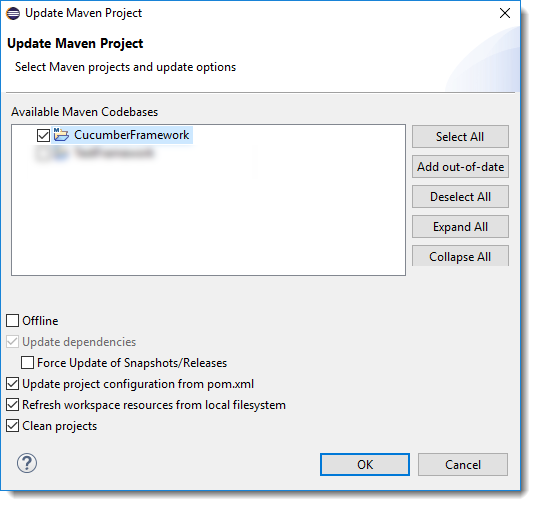 Update Maven Project
Update Maven Project
Select Maven projects and update options
Available Maven Codebases
CucumberFramework
Select All
Add out-of-date
Deselect All
Expand All
Collapse All
Offline
Update dependencies
Force Update of Snapshots/Releases
Update project configuration from pom.xml
Refresh workspace resources from local filesystem
Clean projects
OK
Cancel